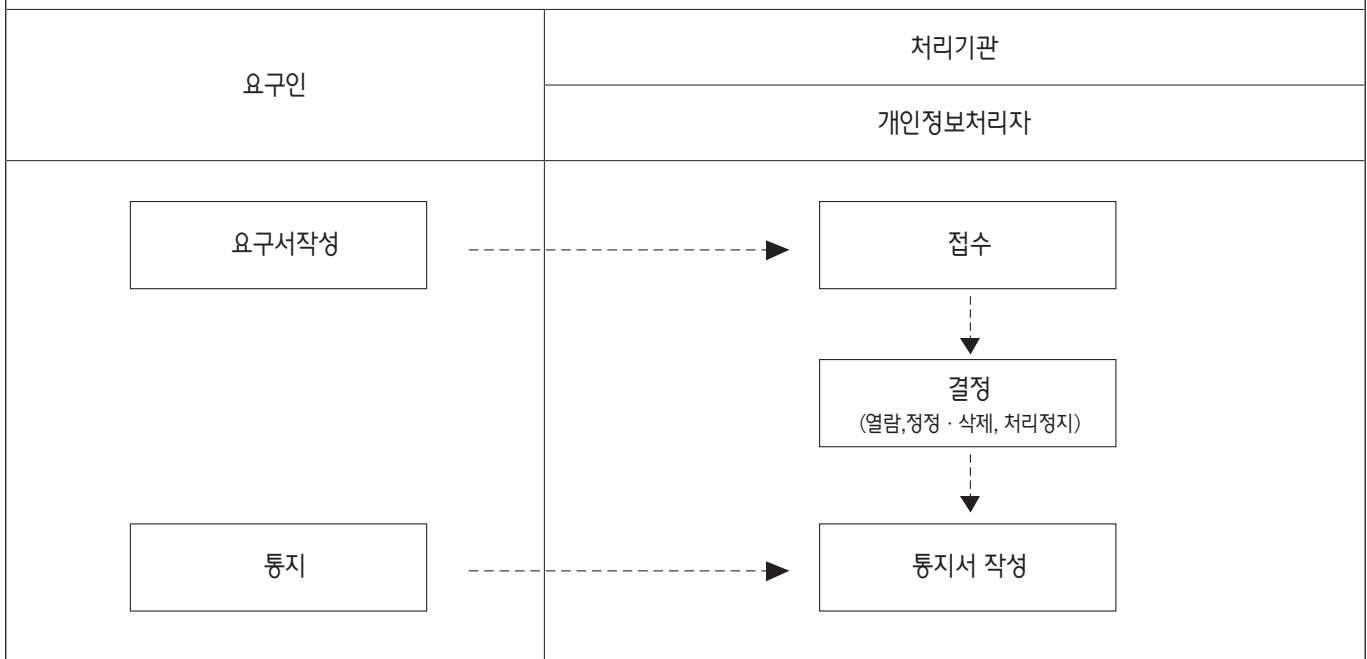 요구인
처리기관
개인정보처리자
요구서작성
접수
결정
(열람,정정 · 삭제, 처리정지)
통지
통지서 작성